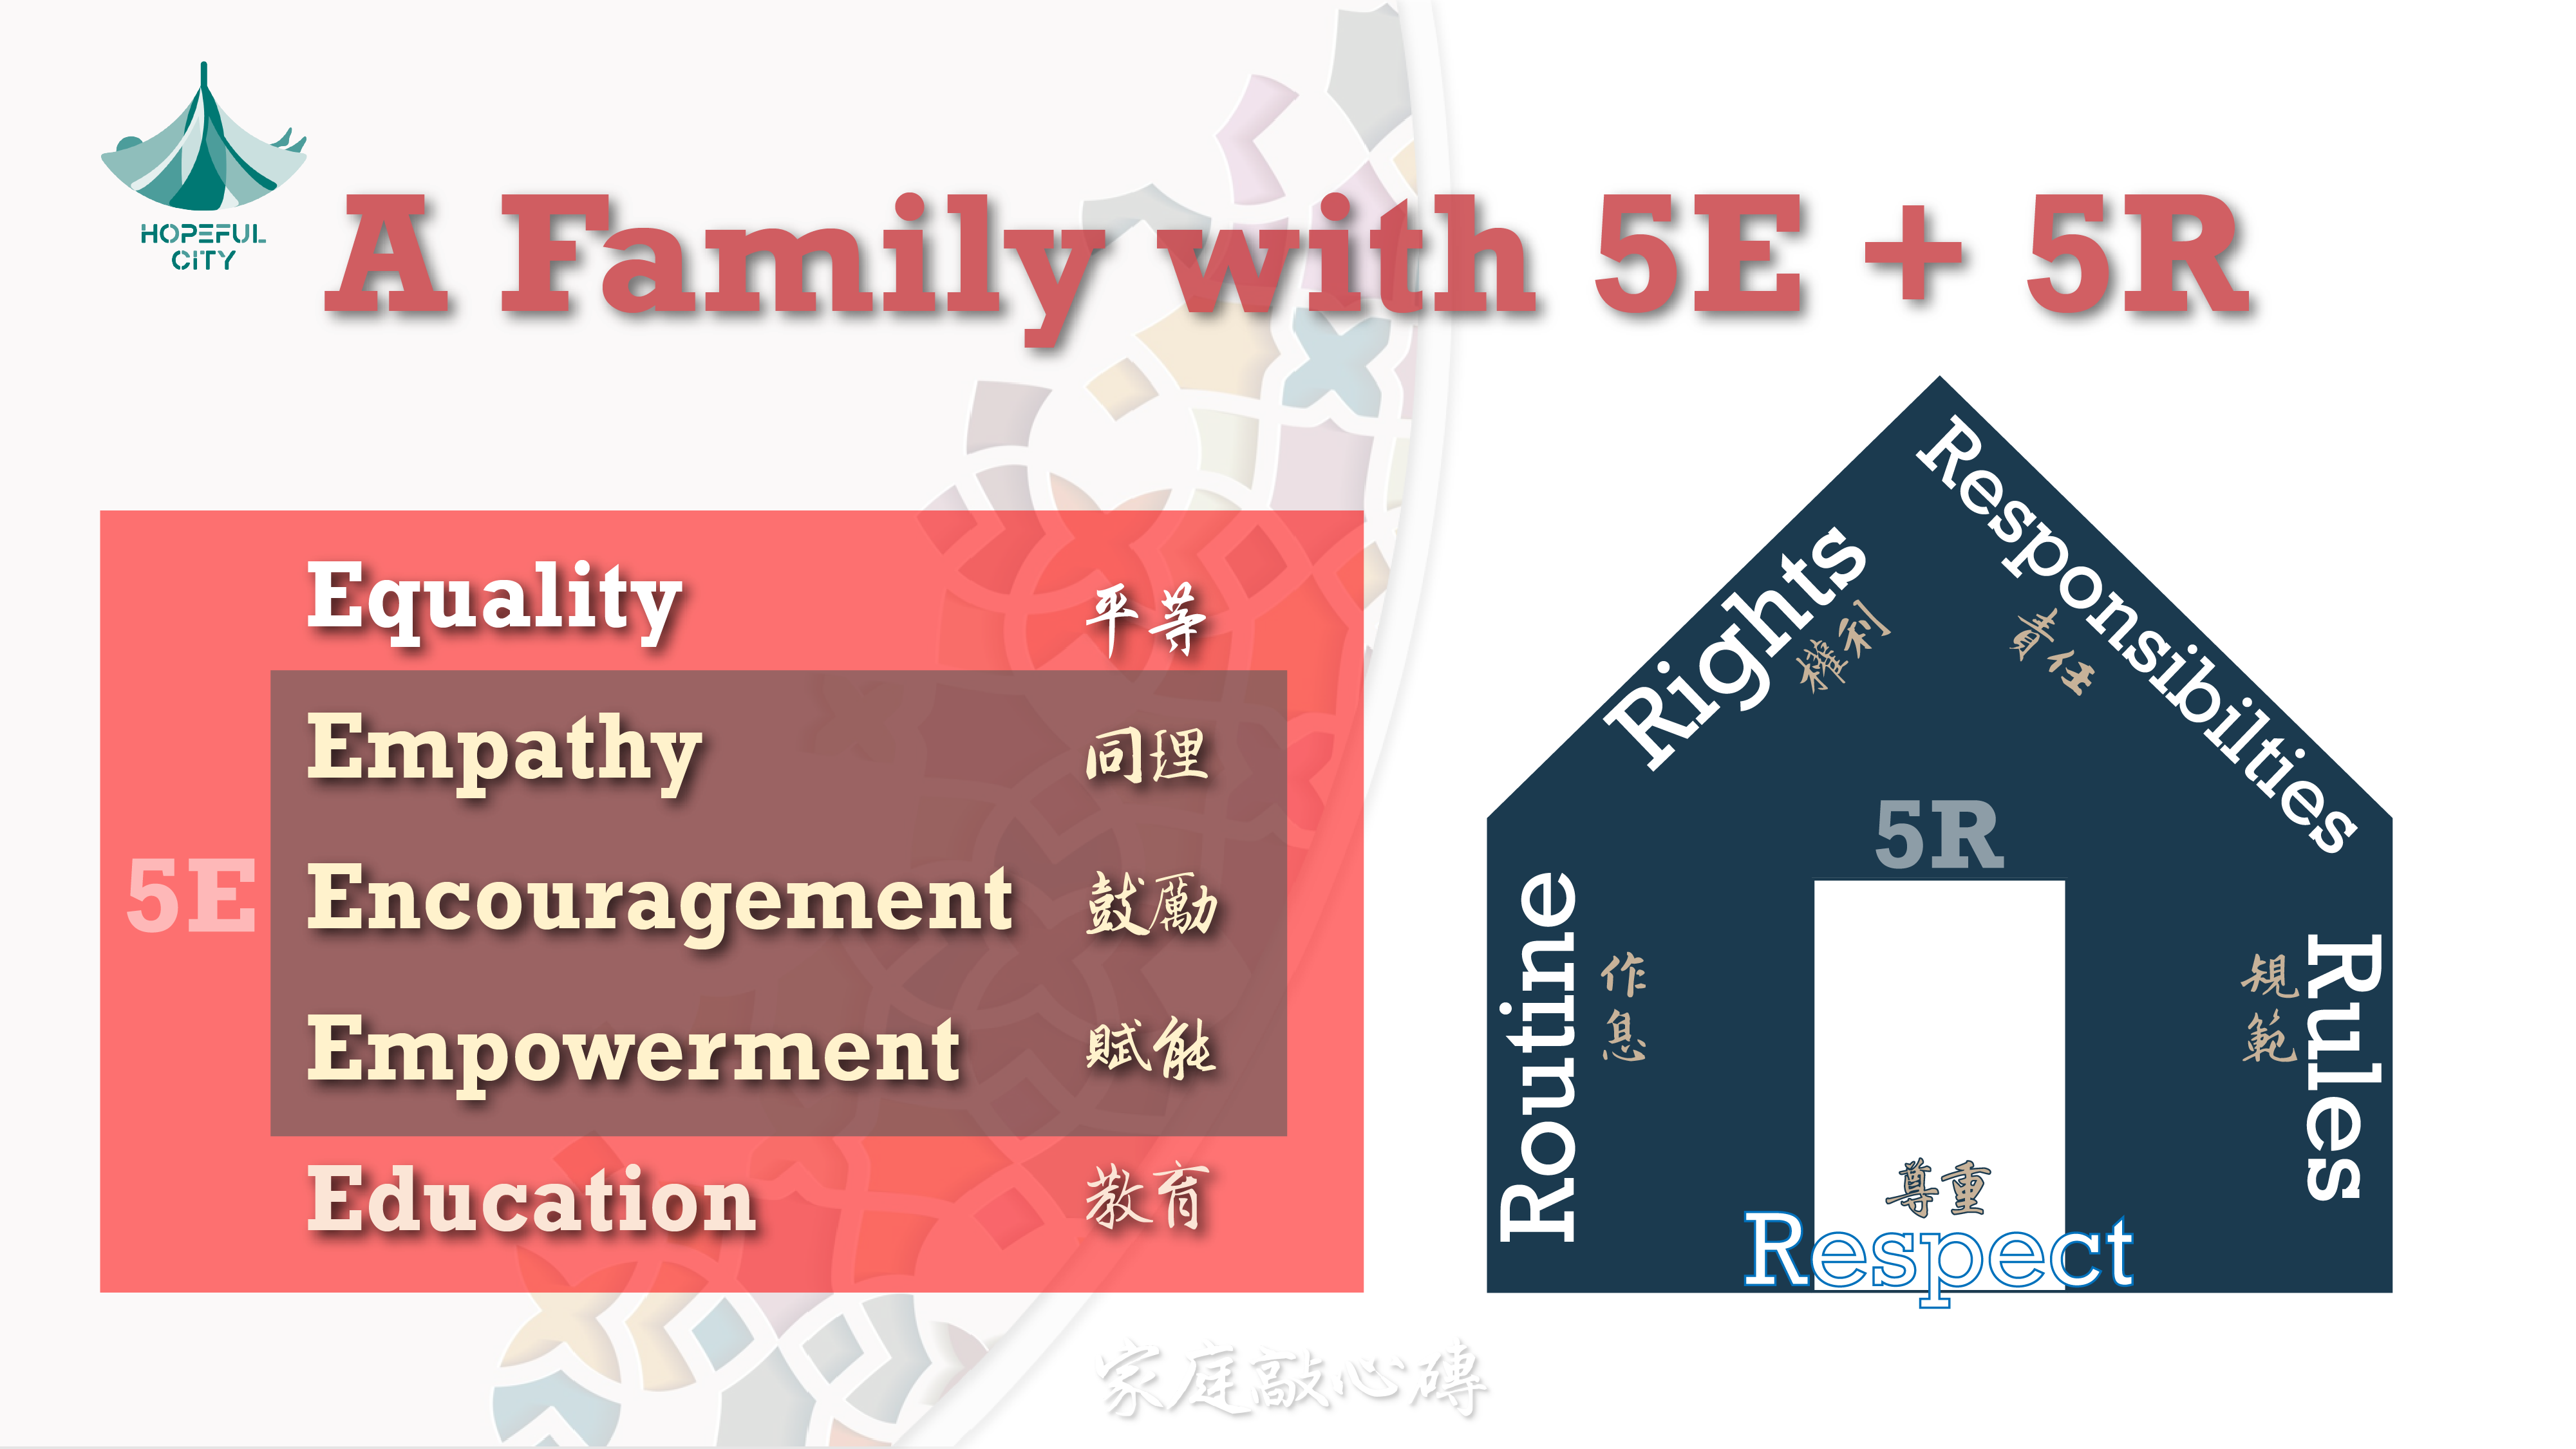 HOPEFUL
CITY
A Family with 5E + 5R
5E
Equality 平等
Empathy 同理
Encouragement 鼓勵
Empowerment 賦能
Education 教育
5R
Rights
權利
Responsibilties
責任
Routine
作息
Rules
規範
尊重
Respect
家庭敲心磚